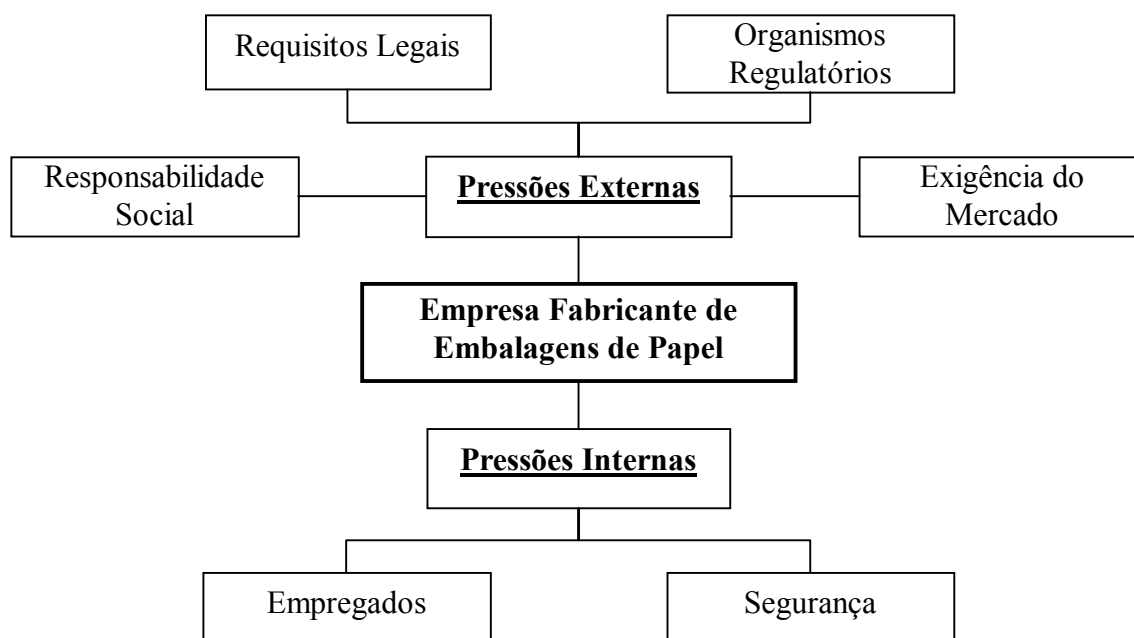 Requisitos Legais
Organismos
Regulatórios
Responsabilidade
Social
Pressões Externas
Exigência do
Mercado
Empresa Fabricante de
Embalagens de Papel
Pressões Internas
Empregados
Segurança